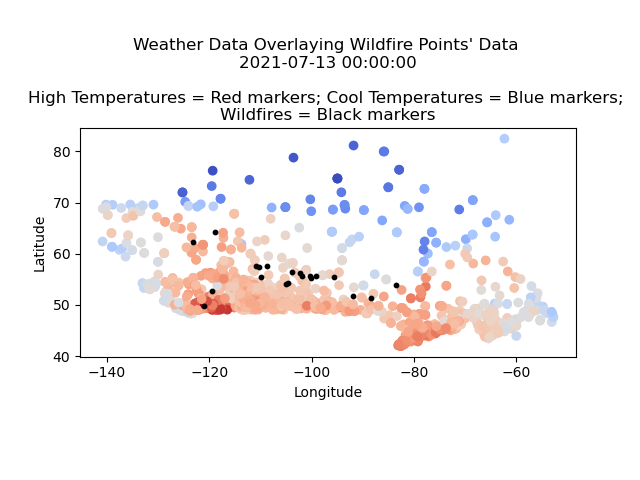 Weather Data Overlaying Wildfire Points' Data
2021-07-13 00:00:00
High Temperatures = Red markers; Cool Temperatures = Blue markers;
Wildfires = Black markers
80
70
60
50
40
Latitude
−140 −120 −100 −80 −60
Longitude